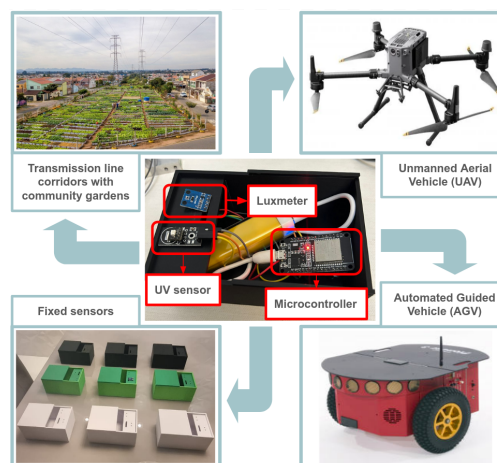 Transmission line
corridors with
community gardens
Unmanned Aerial
Vehicle (UAV)
Luxmeter
UV sensor
Microcontroller
Fixed sensors
Automated Guided
Vehicle (AGV)